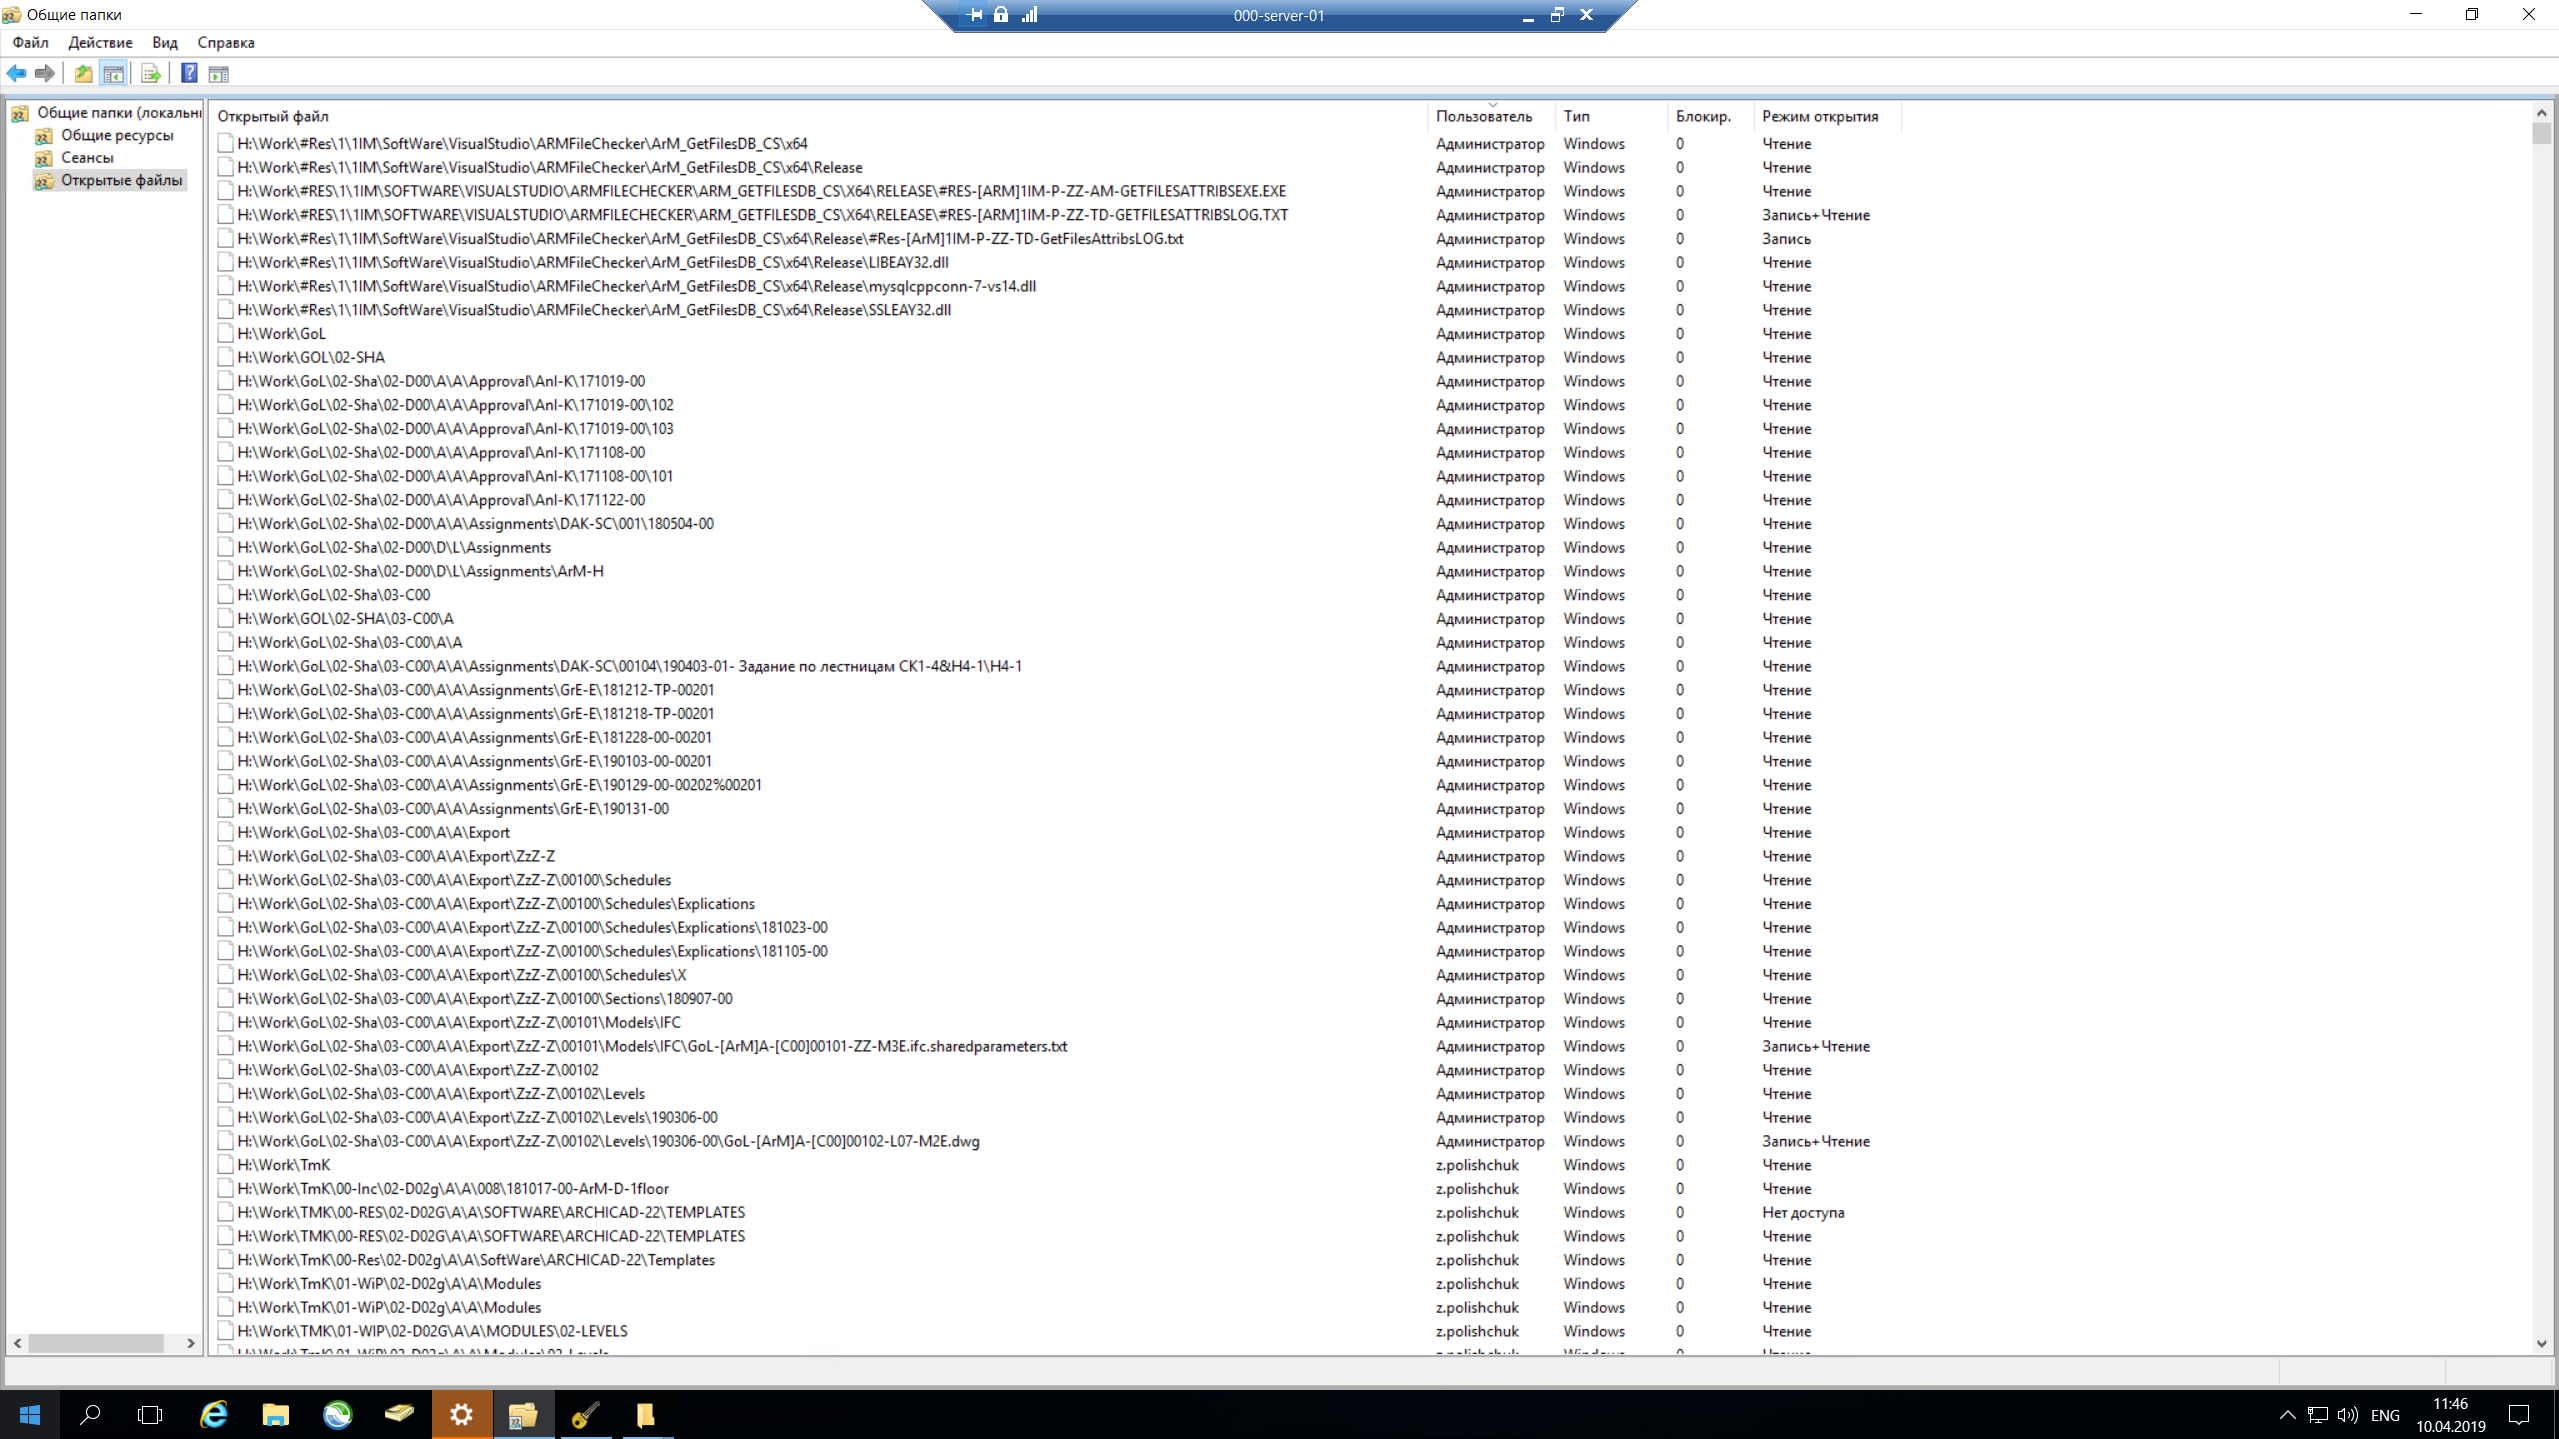 Общие папки
000-server-01
Файл Действие Вид Справка
Общие папки (локальн
Общие ресурсы
Сеансы
Открытые файлы
Открытый файл Пользователь Тип Блокир. Режим открытия
H:\Work\#Res\1\1IM\SoftWare\VisualStudio\ARMFileChecker\ArM_GetFilesDB_CS\x64 Администратор Windows 0 Чтение
H:\Work\#Res\1\1IM\SoftWare\VisualStudio\ARMFileChecker\ArM_GetFilesDB_CS\x64\Release Администратор Windows 0 Чтение
H:\Work\#RES\1\1IM\SOFTWARE\VISUALSTUDIO\ARMFILECHECKER\ARM_GETFILESDB_CS\X64\RELEASE\#RES-[ARM]1IM-P-ZZ-AM-GETFILESATTRIBSEXE.EXE Администратор Windows 0 Чтение
H:\Work\#RES\1\1IM\SOFTWARE\VISUALSTUDIO\ARMFILECHECKER\ARM_GETFILESDB_CS\X64\RELEASE\#RES-[ARM]1IM-P-ZZ-TD-GETFILESATTRIBSLOG.TXT Администратор Windows 0 Запись+Чтение
H:\Work\#Res\1\1IM\SoftWare\VisualStudio\ARMFileChecker\ArM_GetFilesDB_CS\x64\Release\#Res-[ArM]1IM-P-ZZ-TD-GetFilesAttribsLOG.txt Администратор Windows 0 Запись
H:\Work\#Res\1\1IM\SoftWare\VisualStudio\ARMFileChecker\ArM_GetFilesDB_CS\x64\Release\LIBEAY32.dll Администратор Windows 0 Чтение
H:\Work\#Res\1\1IM\SoftWare\VisualStudio\ARMFileChecker\ArM_GetFilesDB_CS\x64\Release\mysqlcppconn-7-vs14.dll Администратор Windows 0 Чтение
H:\Work\#Res\1\1IM\SoftWare\VisualStudio\ARMFileChecker\ArM_GetFilesDB_CS\x64\Release\SSLEAY32.dll Администратор Windows 0 Чтение
H:\Work\GoL Администратор Windows 0 Чтение
H:\Work\GOL\02-SHA Администратор Windows 0 Чтение
H:\Work\GoL\02-Sha\02-D00\A\A\Approval\AnI-K\171019-00 Администратор Windows 0 Чтение
H:\Work\GoL\02-Sha\02-D00\A\A\Approval\AnI-K\171019-00\102 Администратор Windows 0 Чтение
H:\Work\GoL\02-Sha\02-D00\A\A\Approval\AnI-K\171019-00\103 Администратор Windows 0 Чтение
H:\Work\GoL\02-Sha\02-D00\A\A\Approval\AnI-K\171108-00 Администратор Windows 0 Чтение
H:\Work\GoL\02-Sha\02-D00\A\A\Approval\AnI-K\171108-00\101 Администратор Windows 0 Чтение
H:\Work\GoL\02-Sha\02-D00\A\A\Approval\AnI-K\171122-00 Администратор Windows 0 Чтение
H:\Work\GoL\02-Sha\02-D00\A\A\Assignments\DAK-SC\001\180504-00 Администратор Windows 0 Чтение
H:\Work\GoL\02-Sha\02-D00\D\L\Assignments Администратор Windows 0 Чтение
H:\Work\GoL\02-Sha\02-D00\D\L\Assignments\ArM-H Администратор Windows 0 Чтение
H:\Work\GoL\02-Sha\03-C00 Администратор Windows 0 Чтение
H:\Work\GOL\02-SHA\03-C00\A Администратор Windows 0 Чтение
H:\Work\GoL\02-Sha\03-C00\A\A Администратор Windows 0 Чтение
H:\Work\GoL\02-Sha\03-C00\A\A\Assignments\DAK-SC\00104\190403-01- Задание по лестницам СК1-4&Н4-1\Н4-1 Администратор Windows 0 Чтение
H:\Work\GoL\02-Sha\03-C00\A\A\Assignments\GrE-E\181212-TP-00201 Администратор Windows 0 Чтение
H:\Work\GoL\02-Sha\03-C00\A\A\Assignments\GrE-E\181218-TP-00201 Администратор Windows 0 Чтение
H:\Work\GoL\02-Sha\03-C00\A\A\Assignments\GrE-E\181228-00-00201 Администратор Windows 0 Чтение
H:\Work\GoL\02-Sha\03-C00\A\A\Assignments\GrE-E\190103-00-00201 Администратор Windows 0 Чтение
H:\Work\GoL\02-Sha\03-C00\A\A\Assignments\GrE-E\190129-00-00202%00201 Администратор Windows 0 Чтение
H:\Work\GoL\02-Sha\03-C00\A\A\Assignments\GrE-E\190131-00 Администратор Windows 0 Чтение
H:\Work\GoL\02-Sha\03-C00\A\A\Export Администратор Windows 0 Чтение
H:\Work\GoL\02-Sha\03-C00\A\A\Export\ZzZ-Z Администратор Windows 0 Чтение
H:\Work\GoL\02-Sha\03-C00\A\A\Export\ZzZ-Z\00100\Schedules Администратор Windows 0 Чтение
H:\Work\GoL\02-Sha\03-C00\A\A\Export\ZzZ-Z\00100\Schedules\Explications Администратор Windows 0 Чтение
H:\Work\GoL\02-Sha\03-C00\A\A\Export\ZzZ-Z\00100\Schedules\Explications\181023-00 Администратор Windows 0 Чтение
H:\Work\GoL\02-Sha\03-C00\A\A\Export\ZzZ-Z\00100\Schedules\Explications\181105-00 Администратор Windows 0 Чтение
H:\Work\GoL\02-Sha\03-C00\A\A\Export\ZzZ-Z\00100\Schedules\X Администратор Windows 0 Чтение
H:\Work\GoL\02-Sha\03-C00\A\A\Export\ZzZ-Z\00100\Sections\180907-00 Администратор Windows 0 Чтение
H:\Work\GoL\02-Sha\03-C00\A\A\Export\ZzZ-Z\00101\Models\IFC Администратор Windows 0 Чтение
H:\Work\GoL\02-Sha\03-C00\A\A\Export\ZzZ-Z\00101\Models\IFC\GoL-[ArM]A-[C00]00101-ZZ-M3E.ifc.sharedparameters.txt Администратор Windows 0 Запись+Чтение
H:\Work\GoL\02-Sha\03-C00\A\A\Export\ZzZ-Z\00102 Администратор Windows 0 Чтение
H:\Work\GoL\02-Sha\03-C00\A\A\Export\ZzZ-Z\00102\Levels Администратор Windows 0 Чтение
H:\Work\GoL\02-Sha\03-C00\A\A\Export\ZzZ-Z\00102\Levels\190306-00 Администратор Windows 0 Чтение
H:\Work\GoL\02-Sha\03-C00\A\A\Export\ZzZ-Z\00102\Levels\190306-00\GoL-[ArM]A-[C00]00102-L07-M2E.dwg Администратор Windows 0 Запись+Чтение
H:\Work\TmK z.polishchuk Windows 0 Чтение
H:\Work\TmK\00-Inc\02-D02g\A\A\008\181017-00-ArM-D-1floor z.polishchuk Windows 0 Чтение
H:\Work\TMK\00-RES\02-D02G\A\A\SOFTWARE\ARCHICAD-22\TEMPLATES z.polishchuk Windows 0 Нет доступа
H:\Work\TMK\00-RES\02-D02G\A\A\SOFTWARE\ARCHICAD-22\TEMPLATES z.polishchuk Windows 0 Чтение
H:\Work\TmK\00-Res\02-D02g\A\A\SoftWare\ARCHICAD-22\Templates z.polishchuk Windows 0 Чтение
H:\Work\TmK\01-WiP\02-D02g\A\A\Modules z.polishchuk Windows 0 Чтение
H:\Work\TmK\01-WiP\02-D02g\A\A\Modules z.polishchuk Windows 0 Чтение
H:\Work\TMK\01-WIP\02-D02G\A\A\MODULES\02-LEVELS z.polishchuk Windows 0 Чтение
ENG
11:46
10.04.2019